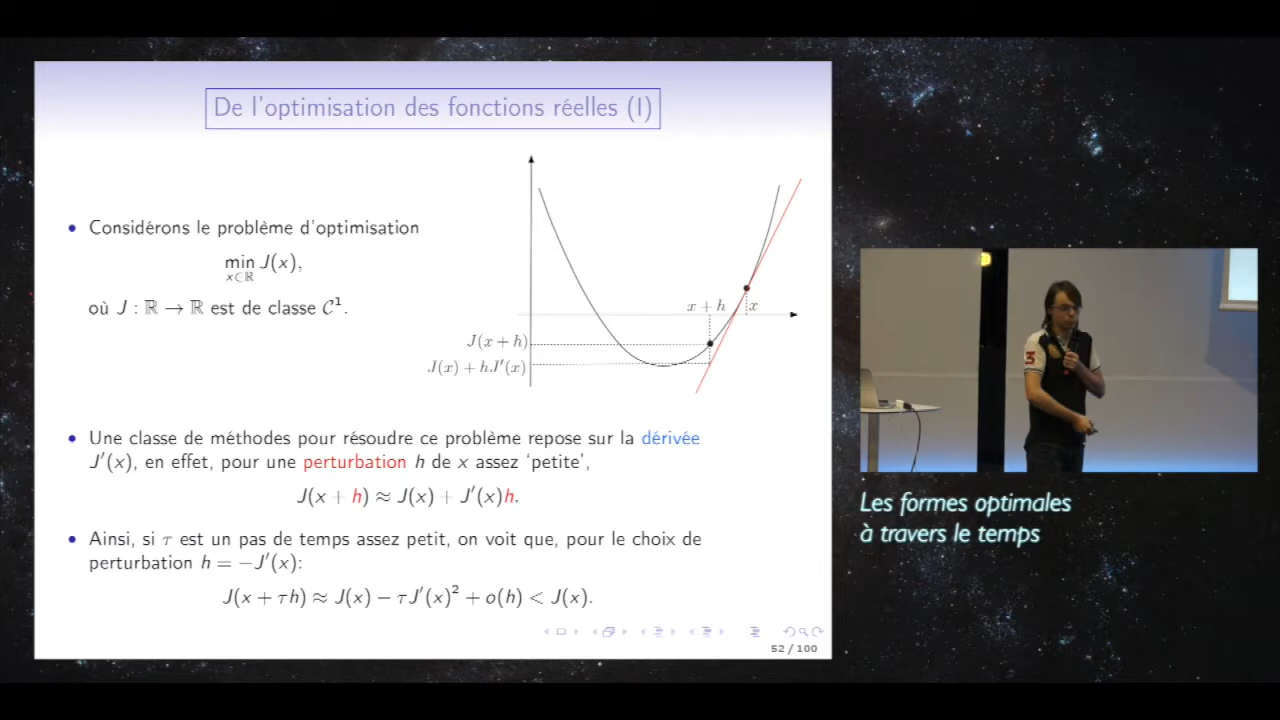 De l'optimisation des fonctions réelles (I)
• Considérons le problème d'optimisation
min J(x),
x∈ℝ
où J : ℝ → ℝ est de classe 𝒞¹.
x + h
x
J(x + h)
J(x) + hJ′(x)
• Une classe de méthodes pour résoudre ce problème repose sur la dérivée
J′(x), en effet, pour une perturbation h de x assez 'petite',
J(x + h) ≈ J(x) + J′(x)h.
• Ainsi, si τ est un pas de temps assez petit, on voit que, pour le choix de
perturbation h = −J′(x):
J(x + τh) ≈ J(x) − τJ′(x)² + o(h) < J(x).
52 / 100
3
Les formes optimales
à travers le temps